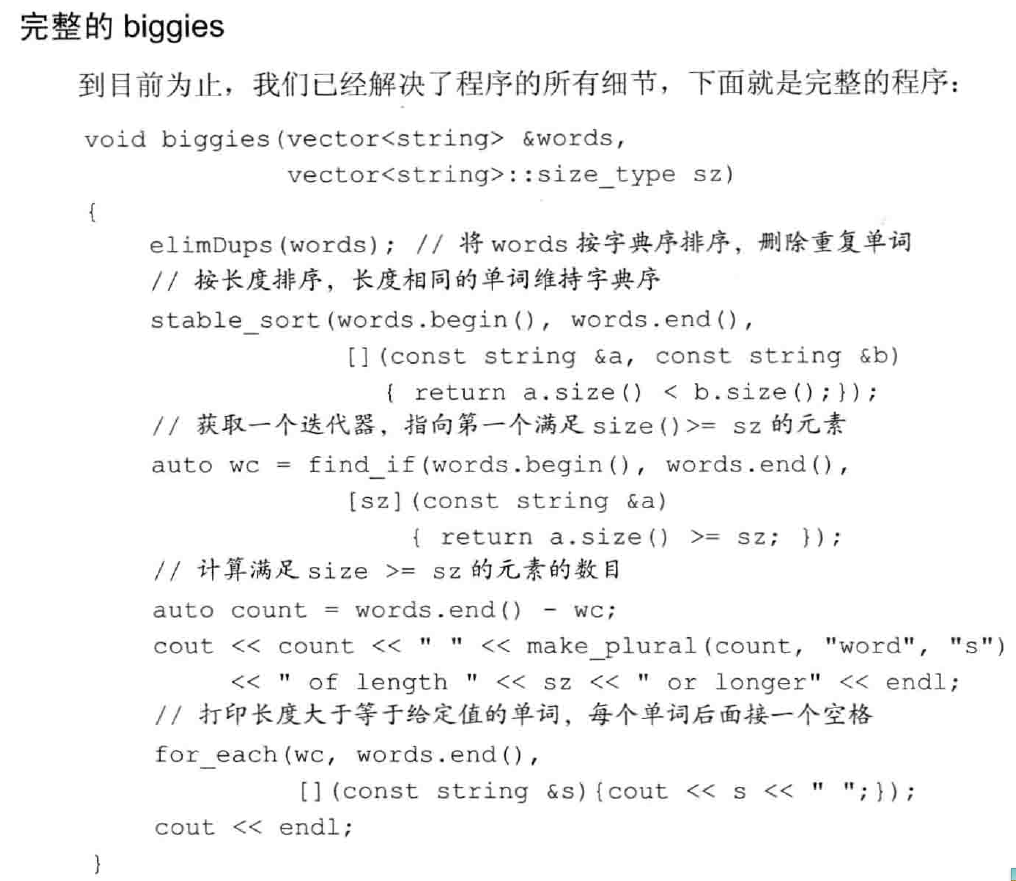 完整的 biggies
到目前为止，我们已经解决了程序的所有细节，下面就是完整的程序：
void biggies(vector<string> &words,
             vector<string>::size_type sz)
{
    elimDups(words); // 将 words 按字典序排序，删除重复单词
    // 按长度排序，长度相同的单词维持字典序
    stable_sort(words.begin(), words.end(),
                [](const string &a, const string &b)
                  { return a.size() < b.size();});
    // 获取一个迭代器，指向第一个满足 size()>= sz 的元素
    auto wc = find_if(words.begin(), words.end(),
                [sz](const string &a)
                    { return a.size() >= sz; });
    // 计算满足 size >= sz 的元素的数目
    auto count = words.end() - wc;
    cout << count << " " << make_plural(count, "word", "s")
         << " of length " << sz << " or longer" << endl;
    // 打印长度大于等于给定值的单词，每个单词后面接一个空格
    for_each(wc, words.end(),
             [](const string &s){cout << s << " ";});
    cout << endl;
}